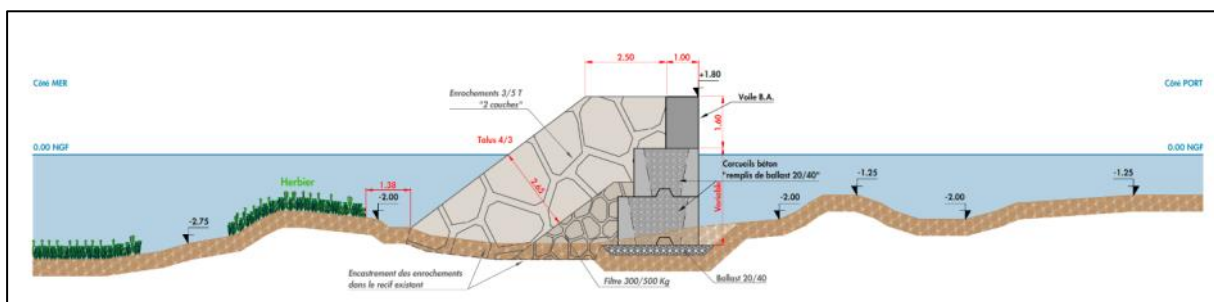 2.50
1.00
+1.80
Côté MER
Côté PORT
Enrochements 3/5 T
"2 couches"
Voile B.A.
Talus 4/3
1.60
0.00 NGF
0.00 NGF
Carcueils béton
"remplis de ballast 20/40"
Herbier
1.38
2.65
-2.00
-1.25
-1.25
Variable
-2.75
-2.00
-2.00
Encastrement des enrochements
dans le recif existant
Filtre 300/500 Kg
Ballast 20/40